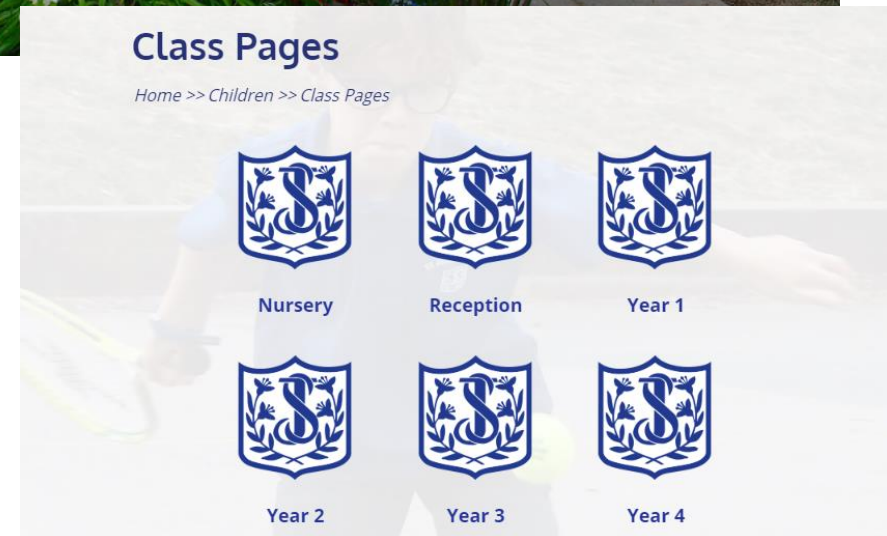 Class Pages
Home >> Children >> Class Pages
Nursery Reception Year 1
Year 2 Year 3 Year 4